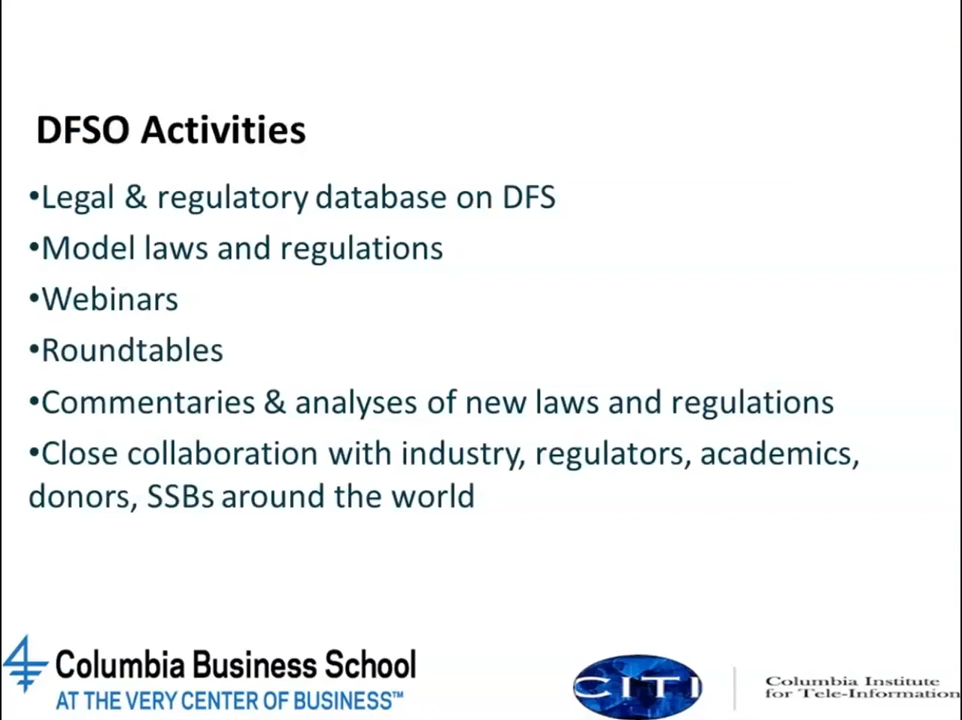 DFSO Activities
•Legal & regulatory database on DFS
•Model laws and regulations
•Webinars
•Roundtables
•Commentaries & analyses of new laws and regulations
•Close collaboration with industry, regulators, academics,
donors, SSBs around the world
Columbia Business School
AT THE VERY CENTER OF BUSINESS™
CITI
Columbia Institute
for Tele-Information